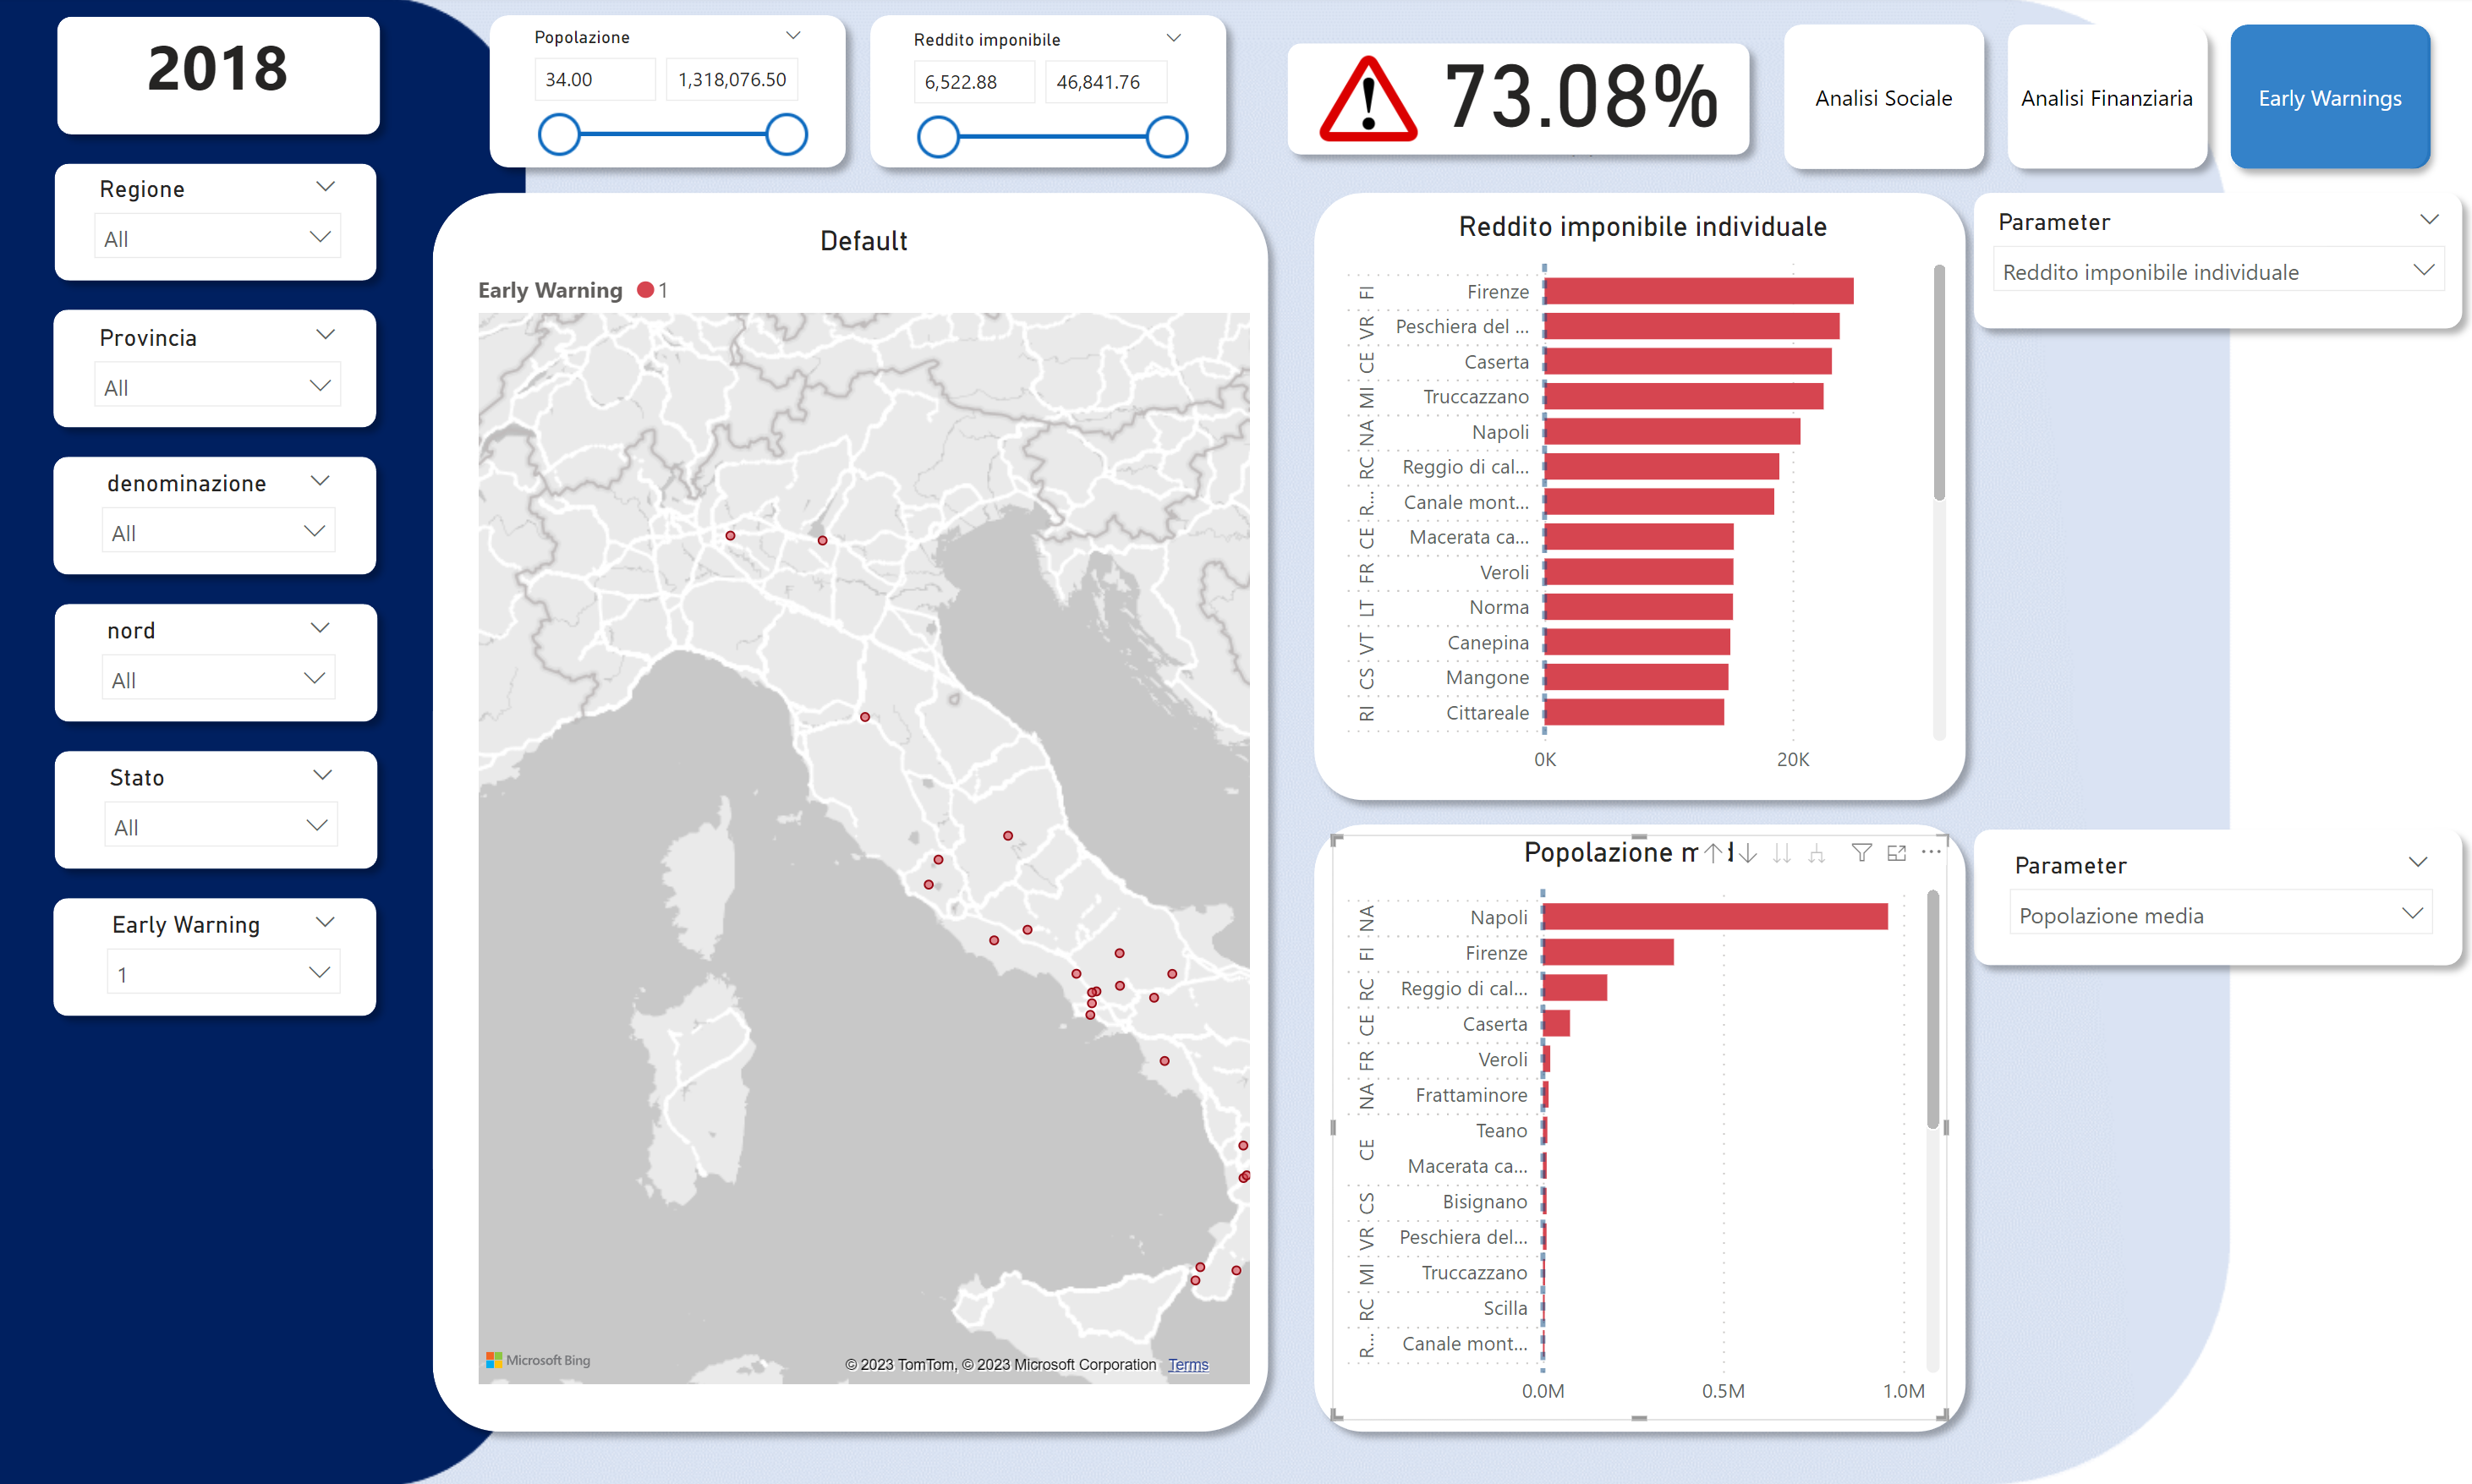 2018
Popolazione
34.00
1,318,076.50
Reddito imponibile
6,522.88
46,841.76
73.08%
Analisi Sociale
Analisi Finanziaria
Early Warnings
Regione
All
Provincia
All
denominazione
All
nord
All
Stato
All
Early Warning
1
Default
Early Warning 1
Microsoft Bing
© 2023 TomTom, © 2023 Microsoft Corporation Terms
Reddito imponibile individuale
FI Firenze
VR Peschiera del ...
CE Caserta
MI Truccazzano
NA Napoli
RC Reggio di cal...
R... Canale mont...
CE Macerata ca...
FR Veroli
LT Norma
VT Canepina
CS Mangone
RI Cittareale
0K 20K
Parameter
Reddito imponibile individuale
Popolazione
NA Napoli
FI Firenze
RC Reggio di cal...
CE Caserta
FR Veroli
NA Frattaminore
CE Teano
Macerata ca...
CS Bisignano
VR Peschiera del...
MI Truccazzano
RC Scilla
R... Canale mont...
0.0M 0.5M 1.0M
Parameter
Popolazione media